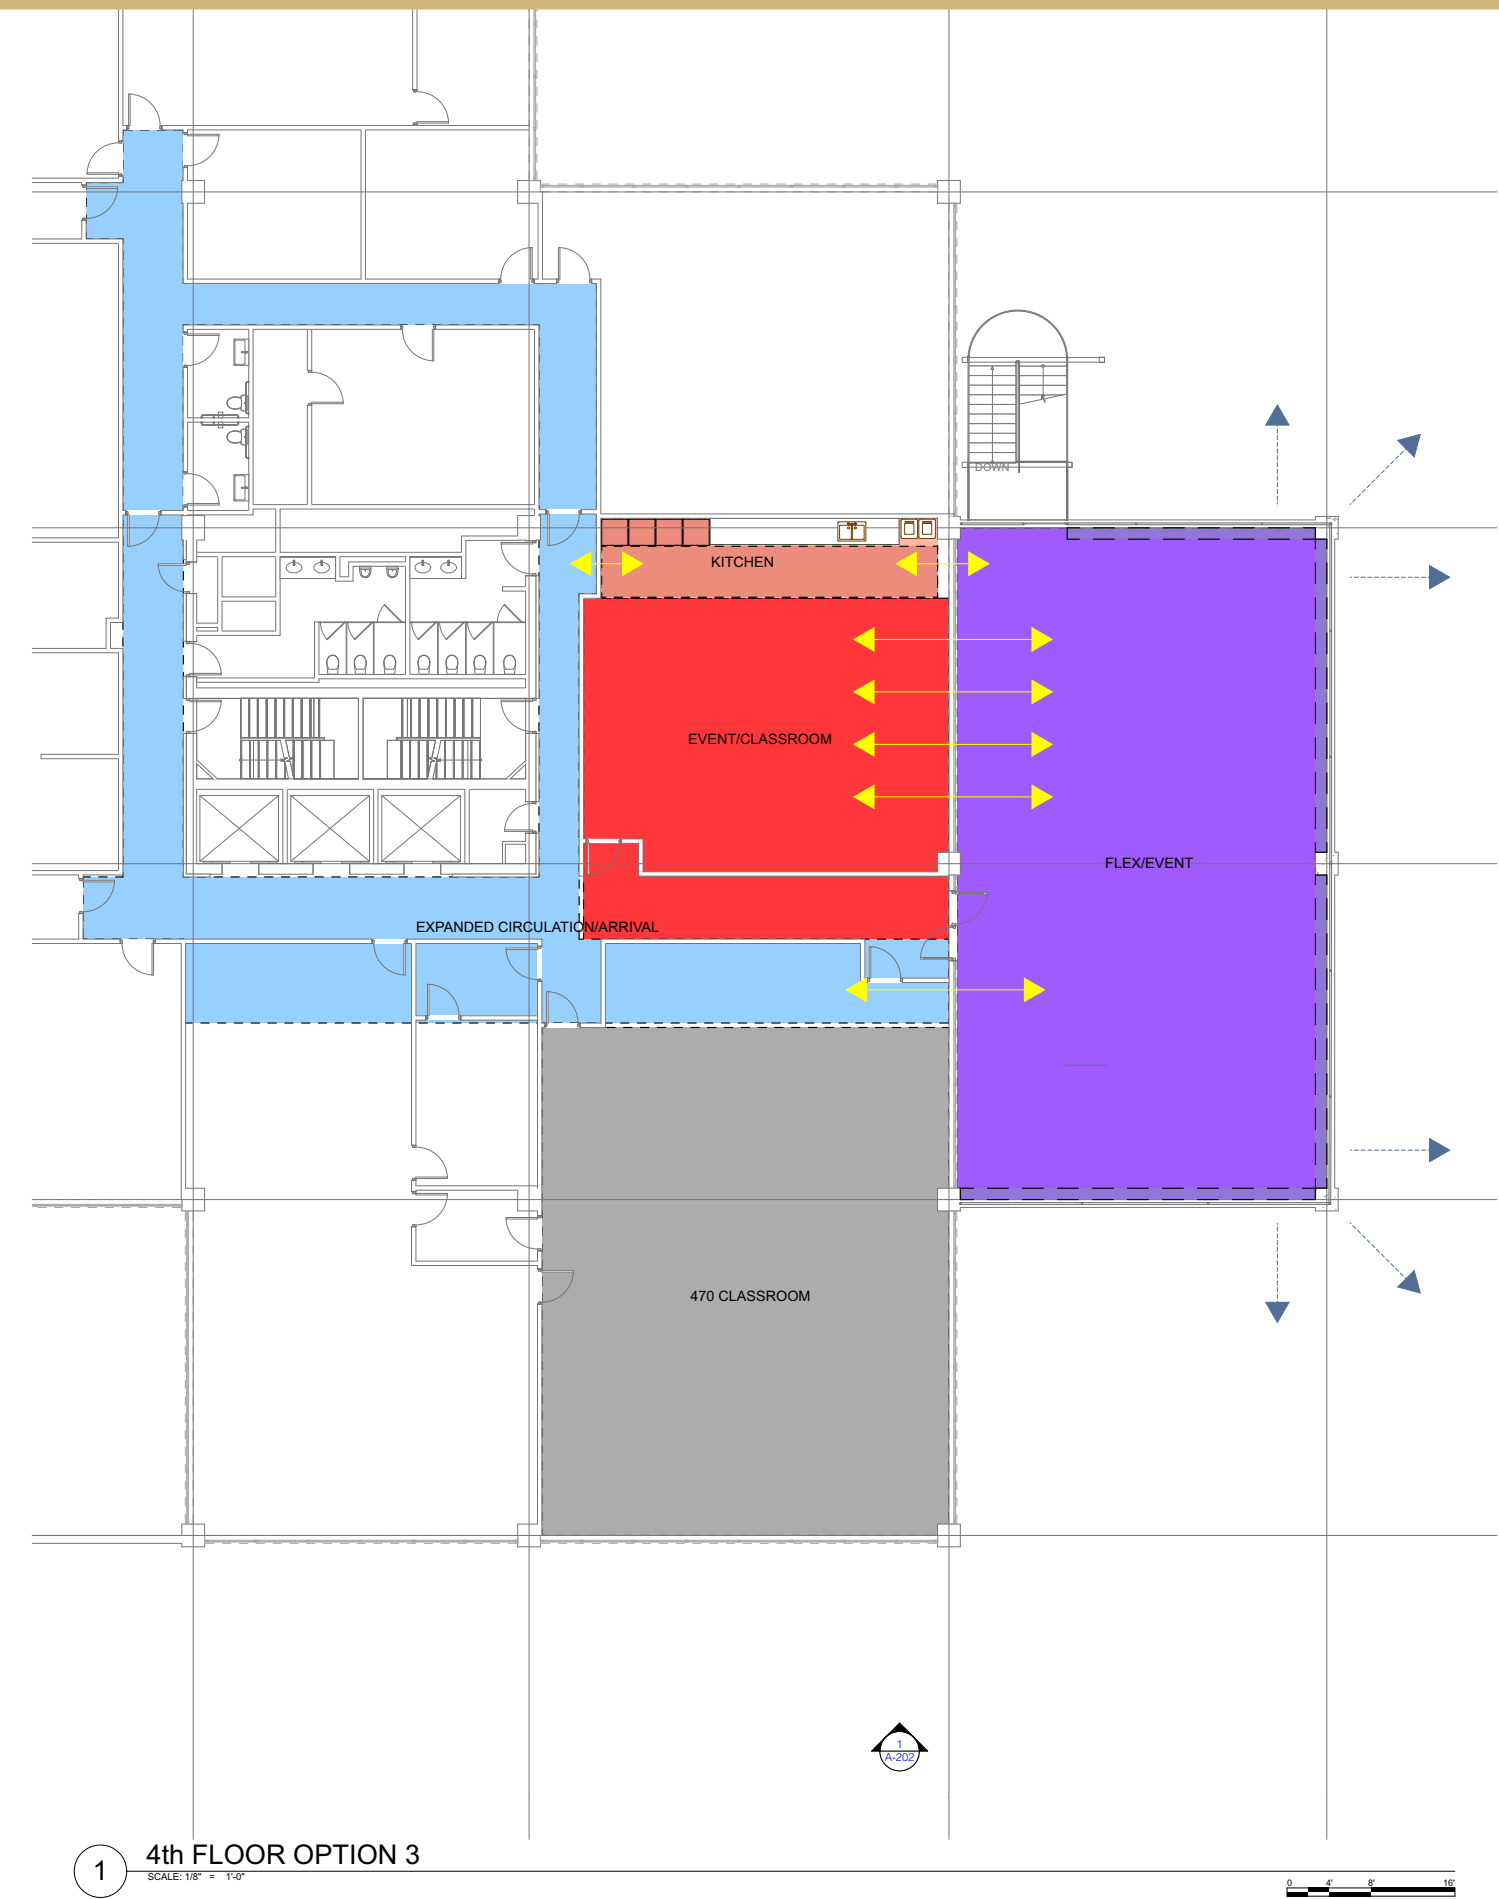 DOWN
KITCHEN
EVENT/CLASSROOM
FLEX/EVENT
EXPANDED CIRCULATION/ARRIVAL
470 CLASSROOM
1
A-202
1
4th FLOOR OPTION 3
SCALE: 1/8" = 1'-0"
0 4' 8' 16'